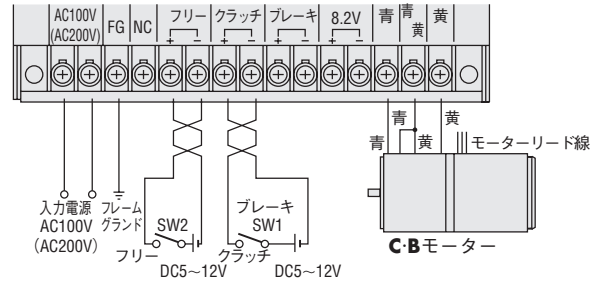 AC100V
(AC200V)
FG
NC
フリー
クラッチ
ブレーキ
8.2V
青
青
黄
黄
+ −
+ −
+ −
+ −
青
黄
青
黄
モーターリード線
入力電源
AC100V
(AC200V)
フレーム
グランド
SW2
フリー
DC5~12V
ブレーキ
SW1
クラッチ
DC5~12V
C·Bモーター